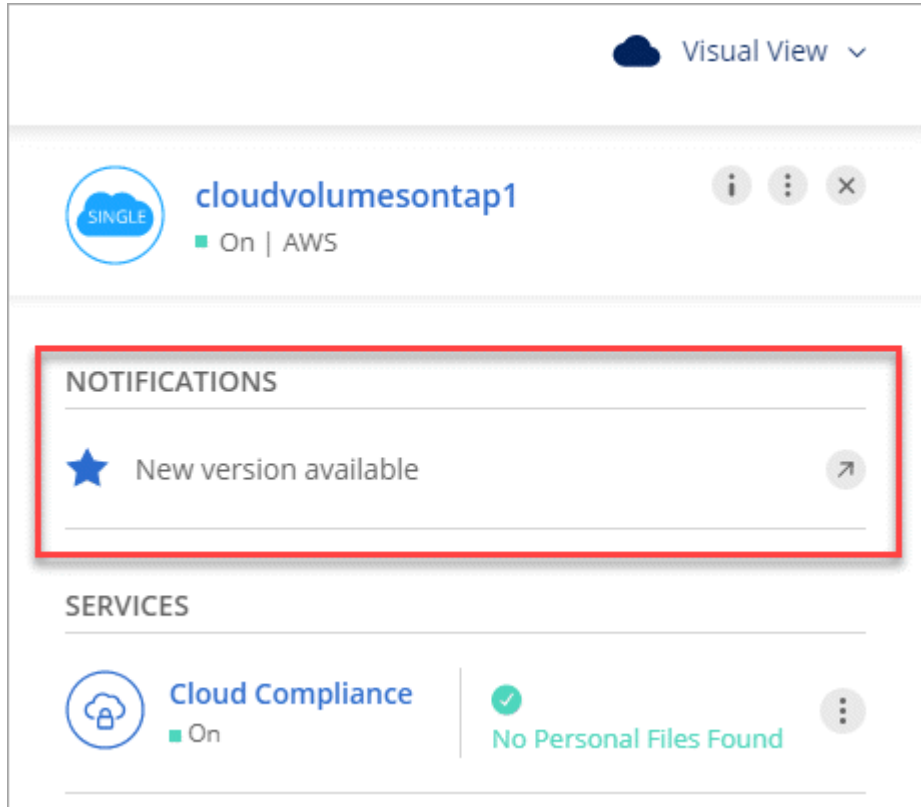 Visual View
SINGLE
cloudvolumesontap1
On | AWS
NOTIFICATIONS
New version available
SERVICES
Cloud Compliance
On
No Personal Files Found